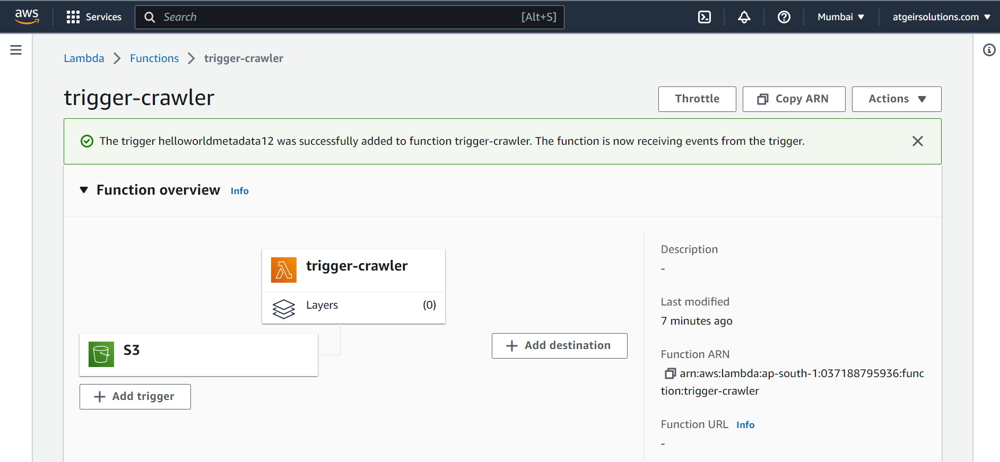 aws
Services
Search
[Alt+S]
Mumbai
atgeirsolutions.com
Lambda
Functions
trigger-crawler
trigger-crawler
Throttle
Copy ARN
Actions
The trigger helloworldmetadata12 was successfully added to function trigger-crawler. The function is now receiving events from the trigger.
Function overview
Info
trigger-crawler
Layers
(0)
S3
Add trigger
Add destination
Description
-
Last modified
7 minutes ago
Function ARN
arn:aws:lambda:ap-south-1:037188795936:func
tion:trigger-crawler
Function URL
Info
-